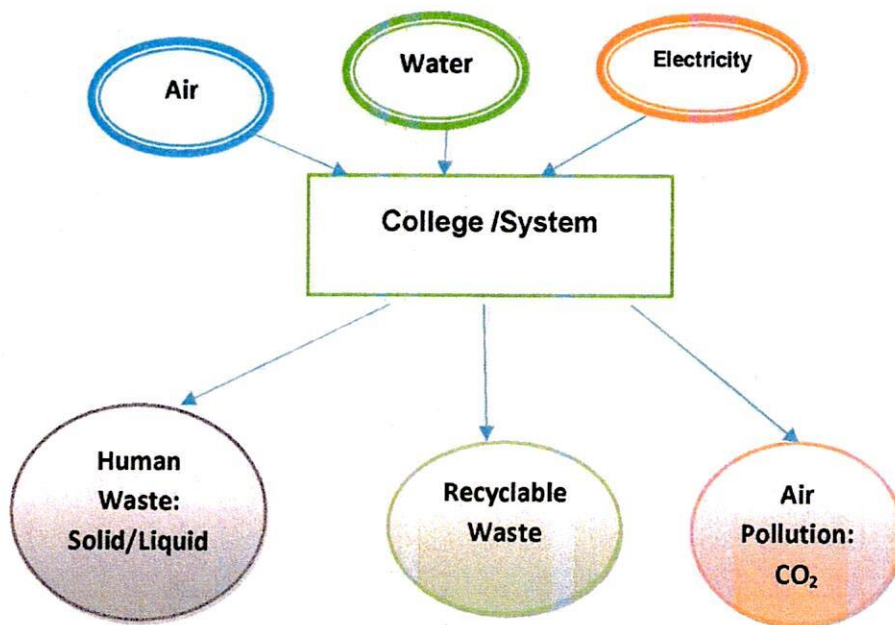 Air
Water
Electricity
College /System
Human
Waste:
Solid/Liquid
Recyclable
Waste
Air
Pollution:
CO₂